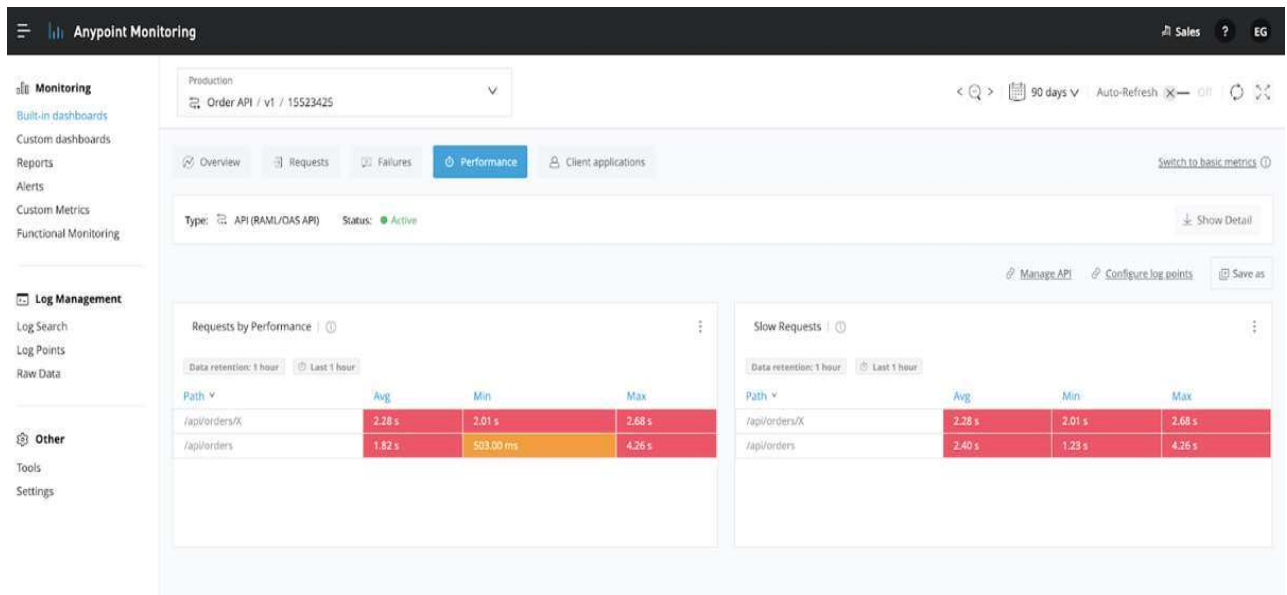 Anypoint Monitoring
Sales ? EG
Monitoring
Built-in dashboards
Custom dashboards
Reports
Alerts
Custom Metrics
Functional Monitoring
Log Management
Log Search
Log Points
Raw Data
Other
Tools
Settings
Production
Order API / v1 / 15523425
< > 90 days Auto-Refresh Off
Overview Requests Failures Performance Client applications
Switch to basic metrics
Type: API (RAML/OAS API) Status: Active
Show Detail
Manage API Configure log points Save as
Requests by Performance
Data retention: 1 hour Last 1 hour
Path Avg Min Max
/api/orders/X 2.28 s 2.01 s 2.68 s
/api/orders 1.82 s 503.00 ms 4.26 s
Slow Requests
Data retention: 1 hour Last 1 hour
Path Avg Min Max
/api/orders/X 2.28 s 2.01 s 2.68 s
/api/orders 2.40 s 1.23 s 4.26 s